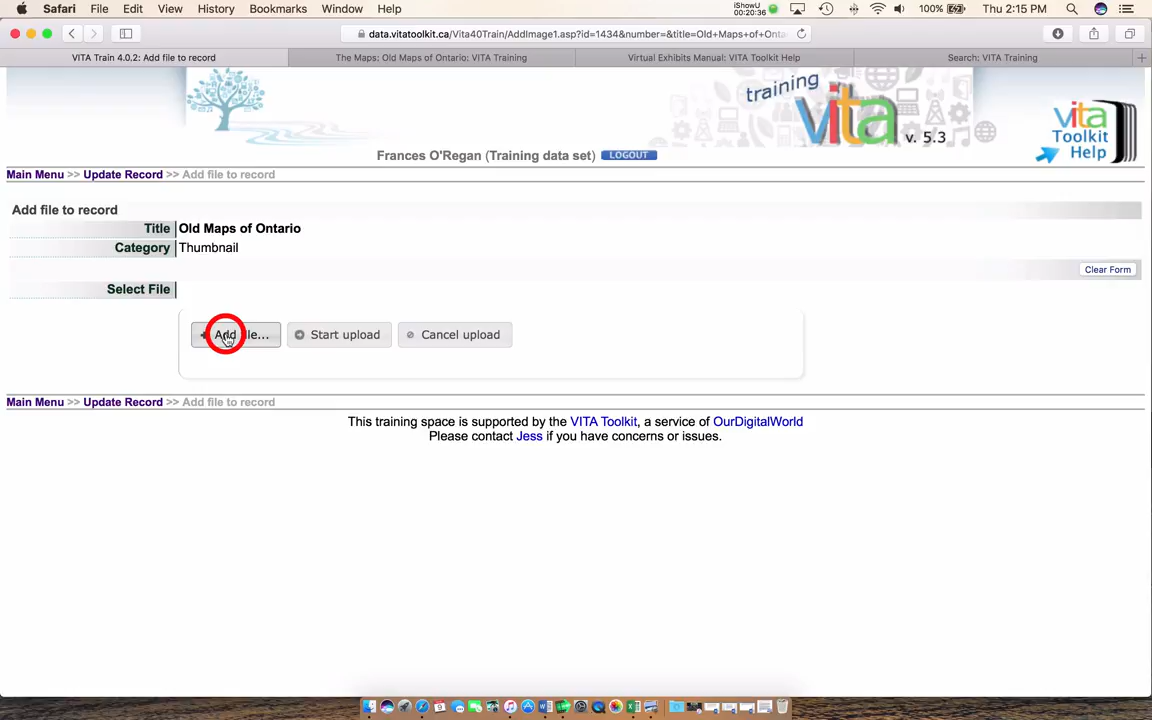 Safari File Edit View History Bookmarks Window Help iShowU 00:20:36 100% Thu 2:15 PM
data.vitatoolkit.ca/Vita40Train/AddImage1.asp?id=1434&number=&title=Old+Maps+of+Onta
VITA Train 4.0.2: Add file to record The Maps: Old Maps of Ontario: VITA Training Virtual Exhibits Manual: VITA Toolkit Help Search: VITA Training
training
vita v. 5.3
vita Toolkit Help
Frances O'Regan (Training data set) LOGOUT
Main Menu >> Update Record >> Add file to record
Add file to record
Title Old Maps of Ontario
Category Thumbnail
Clear Form
Select File
Add file... Start upload Cancel upload
Main Menu >> Update Record >> Add file to record
This training space is supported by the VITA Toolkit, a service of OurDigitalWorld
Please contact Jess if you have concerns or issues.